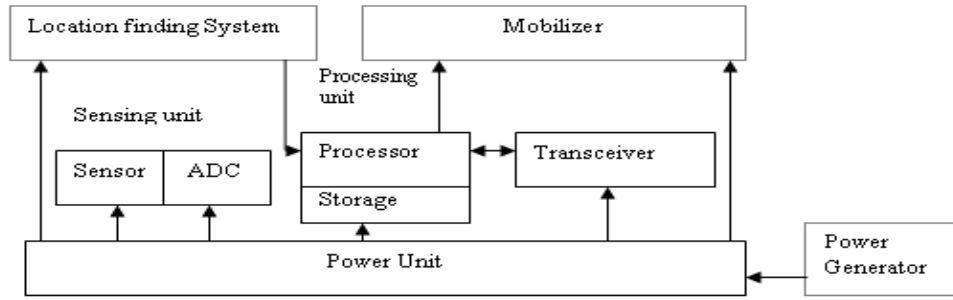 Location finding System
Mobilizer
Processing
unit
Sensing unit
Processor
Transceiver
Sensor
ADC
Storage
Power Unit
Power
Generator